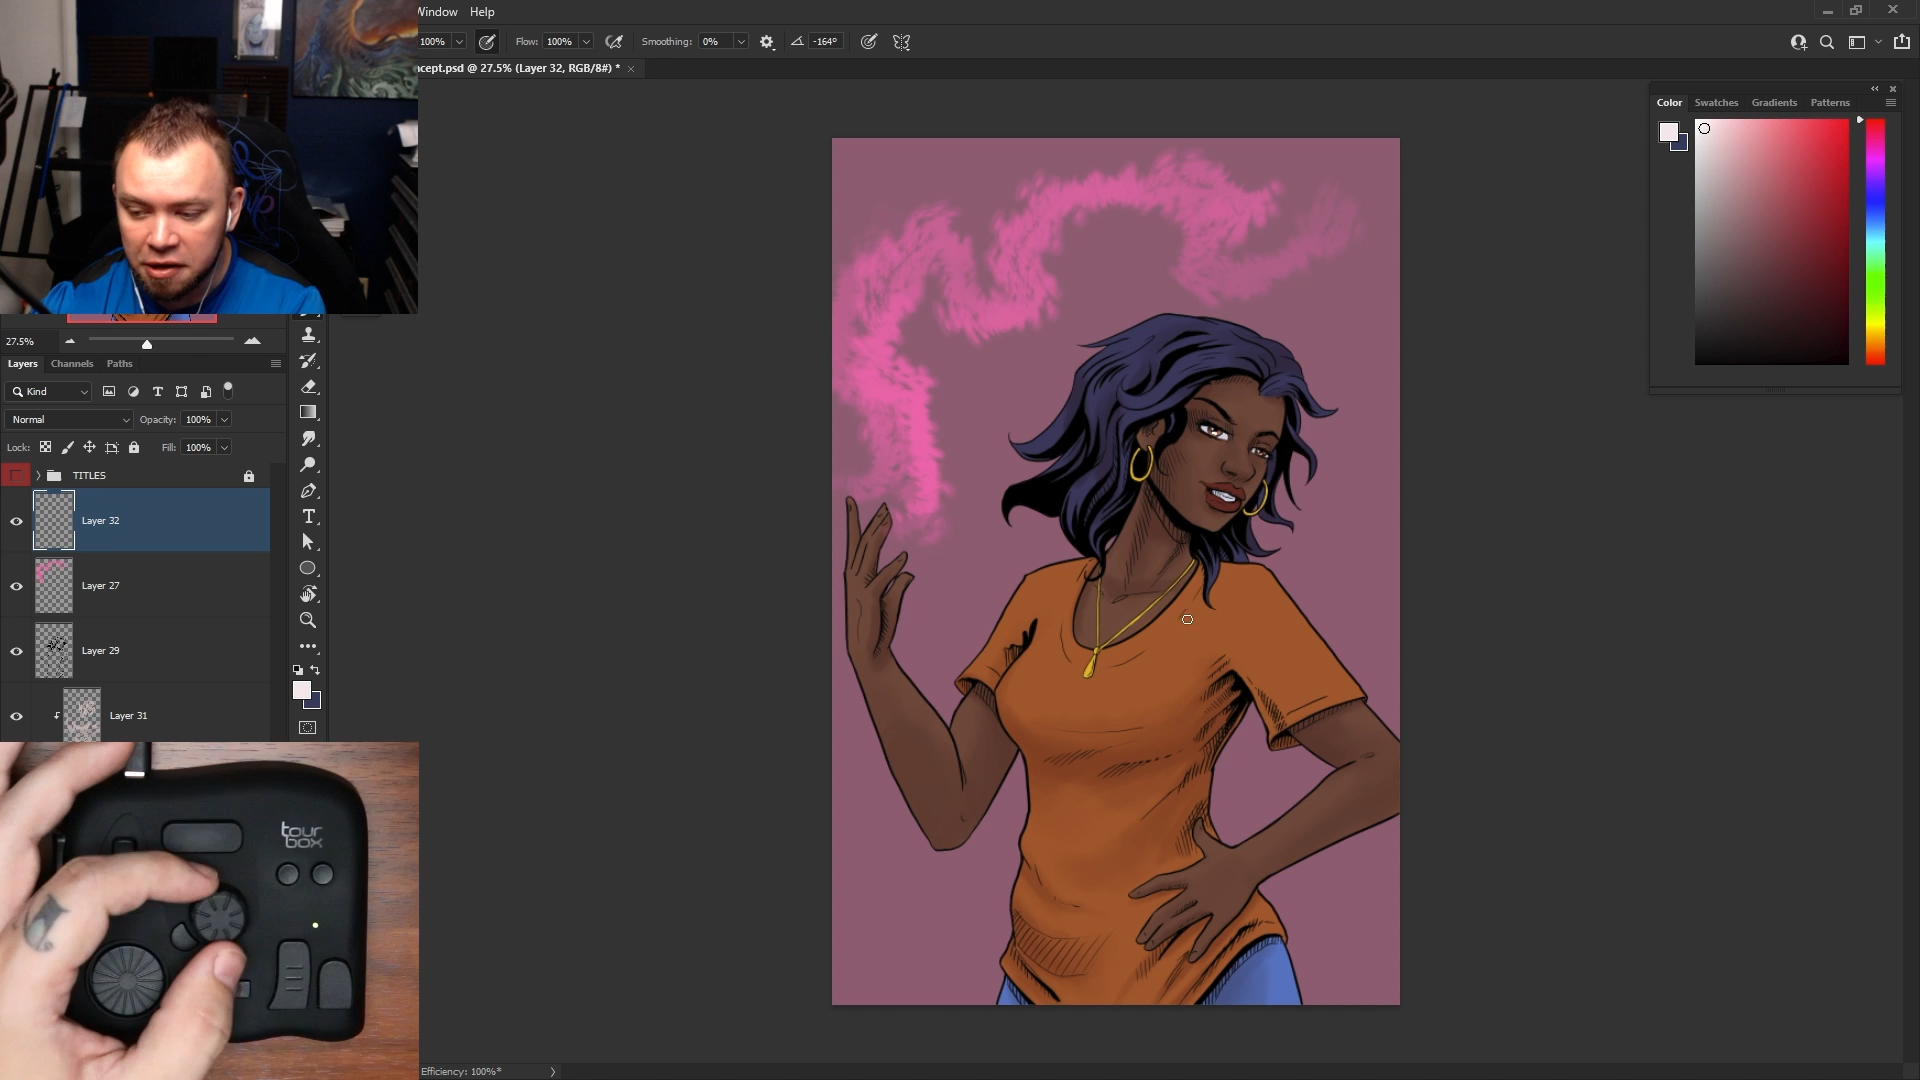 Window Help
100% Flow: 100% Smoothing: 0% -164°
cept.psd @ 27.5% (Layer 32, RGB/8#) *
Color Swatches Gradients Patterns
27.5%
Layers Channels Paths
Kind
Normal Opacity: 100%
Lock: Fill: 100%
TITLES
Layer 32
Layer 27
Layer 29
Layer 31
tour
box
Efficiency: 100%*